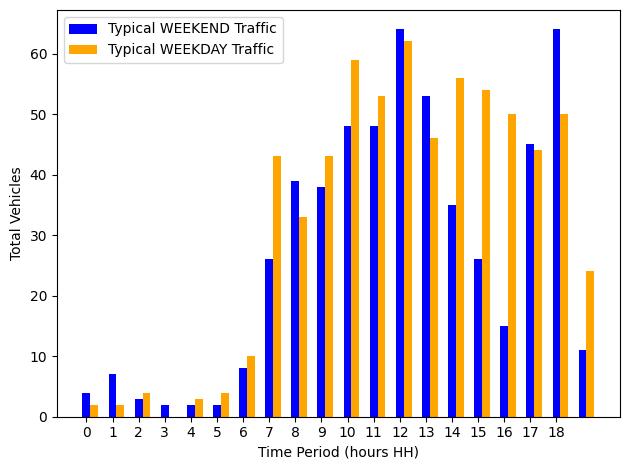 Typical WEEKEND Traffic
Typical WEEKDAY Traffic
Total Vehicles
60
50
40
30
20
10
0
0 1 2 3 4 5 6 7 8 9 10 11 12 13 14 15 16 17 18
Time Period (hours HH)